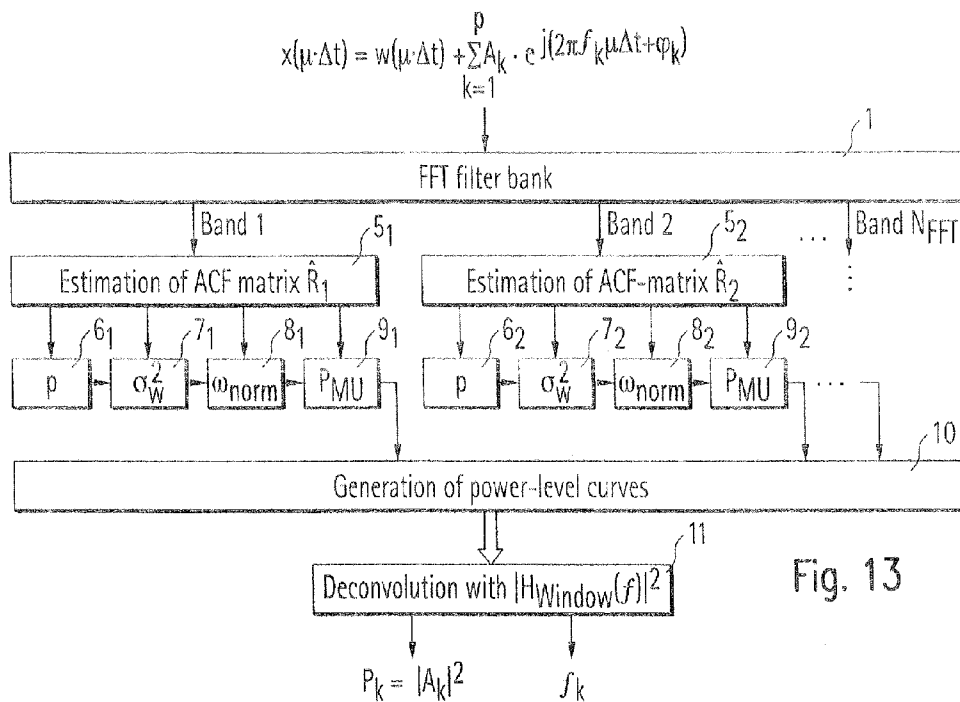 p
x(μ·Δt) = w(μ·Δt) + ΣA_k · e^j(2πf_kμΔt+φ_k)
k=1
1
FFT filter bank
Band 1 Band 2 Band N_FFT
5_1 5_2 ...
Estimation of ACF matrix R̂_1 Estimation of ACF-matrix R̂_2
6_1 7_1 8_1 9_1 6_2 7_2 8_2 9_2
p σ_w^2 ω_norm P_MU p σ_w^2 ω_norm P_MU ...
10
Generation of power-level curves
11
Deconvolution with |H_Window(f)|^2
Fig. 13
P_k = |A_k|^2 f_k